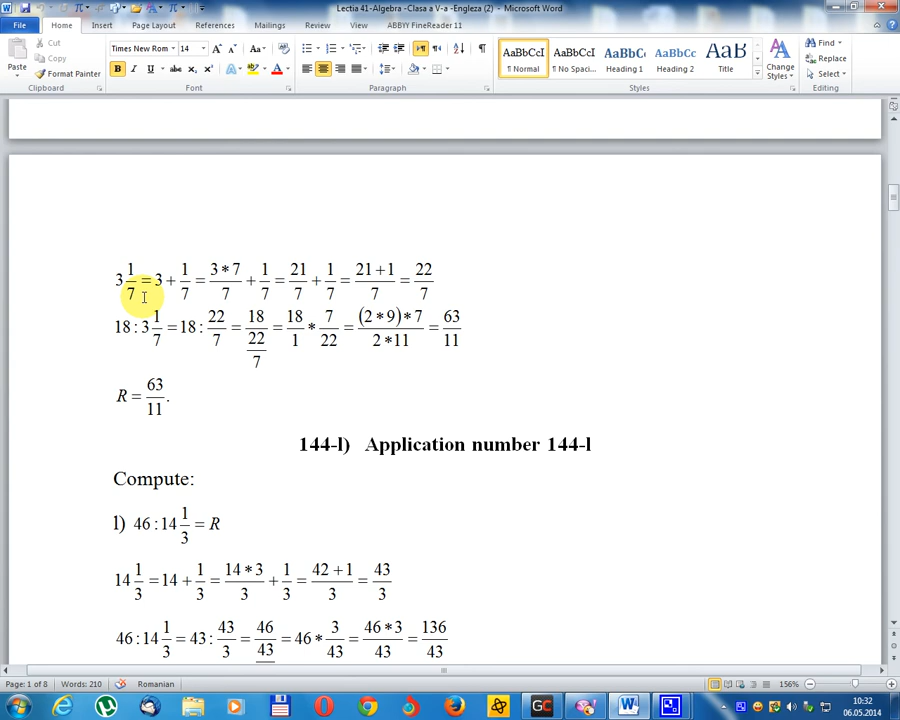 Lectia 41-Algebra -Clasa a V-a -Engleza (2) - Microsoft Word
File Home Insert Page Layout References Mailings Review View ABBYY FineReader 11
Cut
Copy
Format Painter
Paste
Clipboard
Times New Rom 14
Font
Paragraph
AaBbCcI AaBbCcI AaBbC AaBbCc AaB
¶ Normal ¶ No Spaci... Heading 1 Heading 2 Title
Change Styles
Styles
Find
Replace
Select
Editing
3 1/7 = 3 + 1/7 = 3*7/7 + 1/7 = 21/7 + 1/7 = 21+1/7 = 22/7
18 : 3 1/7 = 18 : 22/7 = 18/(22/7) = 18/1 * 7/22 = (2*9)*7/2*11 = 63/11
R = 63/11.
144-l) Application number 144-l
Compute:
l) 46 : 14 1/3 = R
14 1/3 = 14 + 1/3 = 14*3/3 + 1/3 = 42+1/3 = 43/3
46 : 14 1/3 = 43 : 43/3 = 46/43 = 46 * 3/43 = 46*3/43 = 136/43
Page: 1 of 8 Words: 210 Romanian 156%
10:32
06.05.2014